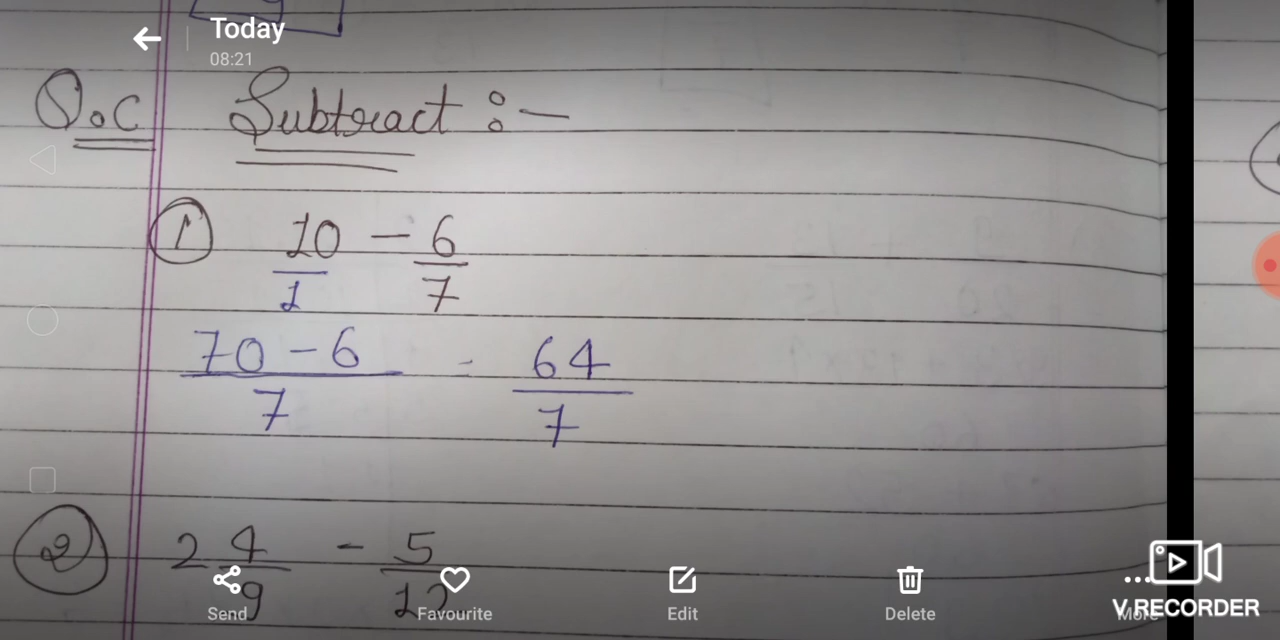 Today
08:21
Q.C Subtract :-
1 10/1 - 6/7
70-6/7 = 64/7
2 2 4/9 - 5/12
Send Favourite Edit Delete More
V.RECORDER